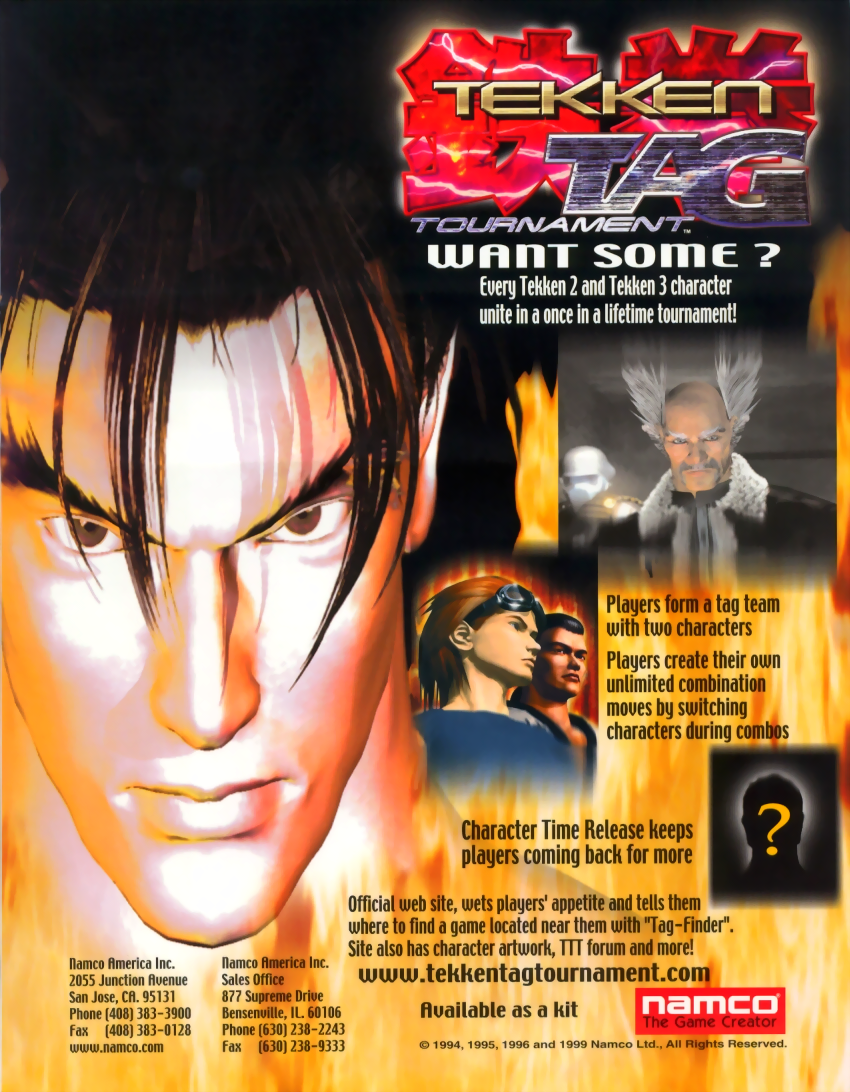 鉄拳
TEKKEN
TAG
TOURNAMENT™
WANT SOME ?
Every Tekken 2 and Tekken 3 character
unite in a once in a lifetime tournament!
Players form a tag team
with two characters
Players create their own
unlimited combination
moves by switching
characters during combos
?
Character Time Release keeps
players coming back for more
Official web site, wets players' appetite and tells them
where to find a game located near them with "Tag-Finder".
Site also has character artwork, TTT forum and more!
www.tekkentagtournament.com
Namco America Inc.
2055 Junction Avenue
San Jose, CA. 95131
Phone (408) 383-3900
Fax (408) 383-0128
www.namco.com
Namco America Inc.
Sales Office
877 Supreme Drive
Bensenville, IL. 60106
Phone (630) 238-2243
Fax (630) 238-9333
Available as a kit
namco®
The Game Creator
© 1994, 1995, 1996 and 1999 Namco Ltd., All Rights Reserved.